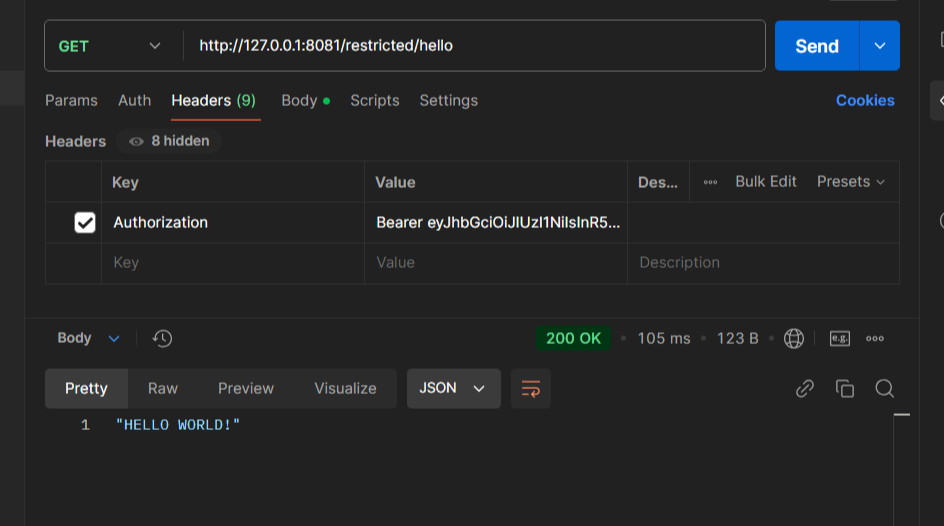 GET http://127.0.0.1:8081/restricted/hello Send
Params Auth Headers (9) Body Scripts Settings Cookies
Headers 8 hidden
Key Value Des... Bulk Edit Presets
Authorization Bearer eyJhbGciOiJIUzI1NiIsInR5...
Key Value Description
Body 200 OK 105 ms 123 B e.g.
Pretty Raw Preview Visualize JSON
1 "HELLO WORLD!"